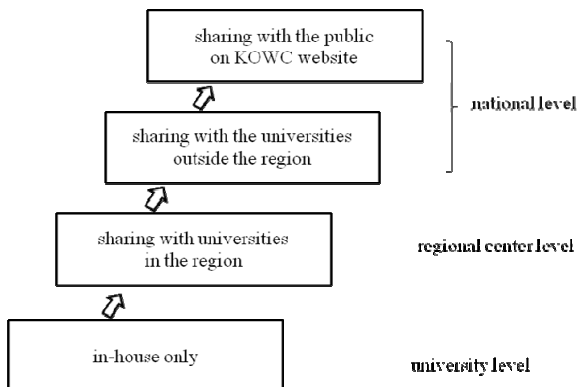 sharing with the public
on KOWC website
national level
sharing with the universities
outside the region
sharing with universities
in the region
regional center level
in-house only
university level